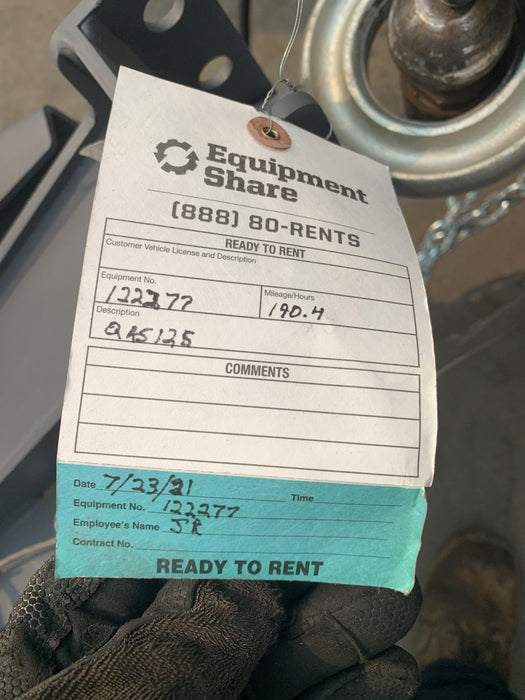 Equipment
Share
(888) 80-RENTS
READY TO RENT
Customer Vehicle License and Description
Equipment No. Mileage/Hours
122277 190.4
Description
QAS125
COMMENTS
Date 7/23/21 Time
Equipment No. 122277
Employee's Name JR
Contract No.
READY TO RENT